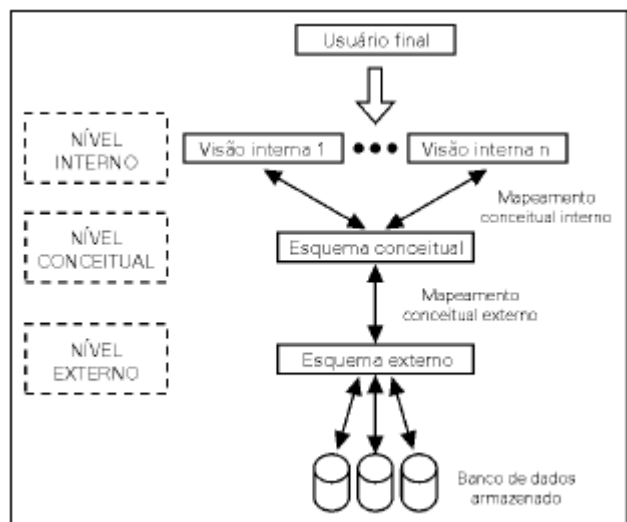 Usuário final
NÍVEL
INTERNO
Visão interna 1
Visão interna n
Mapeamento
conceitual interno
NÍVEL
CONCEITUAL
Esquema conceitual
Mapeamento
conceitual externo
NÍVEL
EXTERNO
Esquema externo
Banco de dados
armazenado